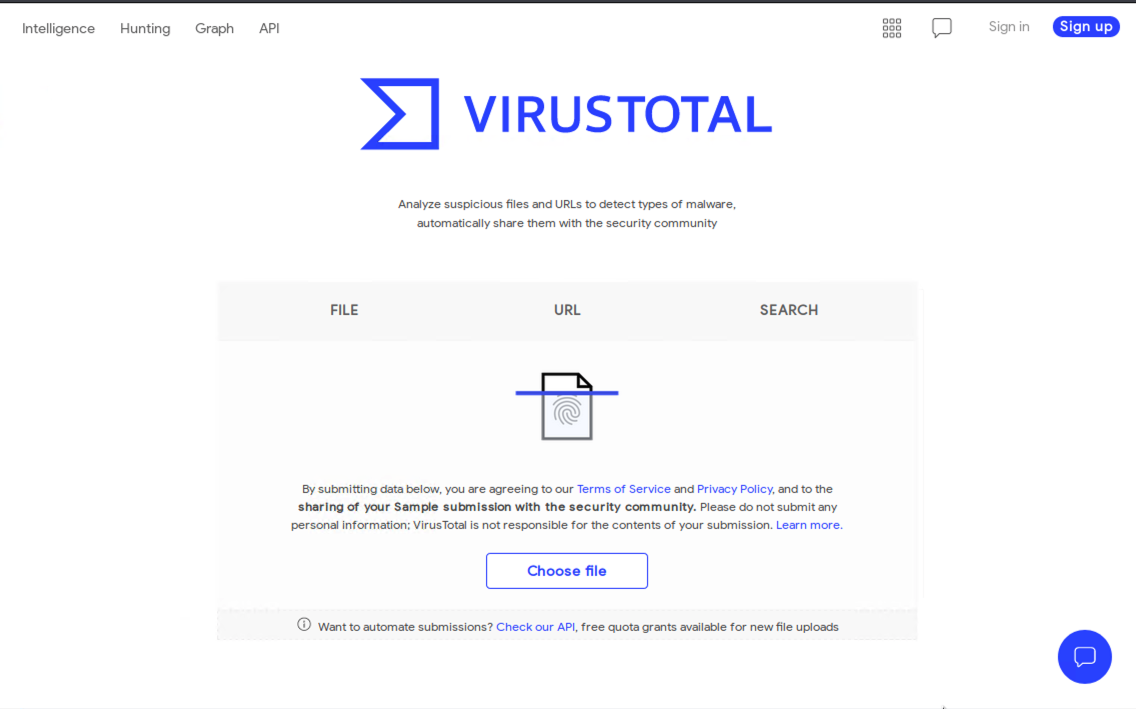 Intelligence Hunting Graph API Sign in Sign up
VIRUSTOTAL
Analyze suspicious files and URLs to detect types of malware,
automatically share them with the security community
FILE URL SEARCH
By submitting data below, you are agreeing to our Terms of Service and Privacy Policy, and to the
sharing of your Sample submission with the security community. Please do not submit any
personal information; VirusTotal is not responsible for the contents of your submission. Learn more.
Choose file
Want to automate submissions? Check our API, free quota grants available for new file uploads